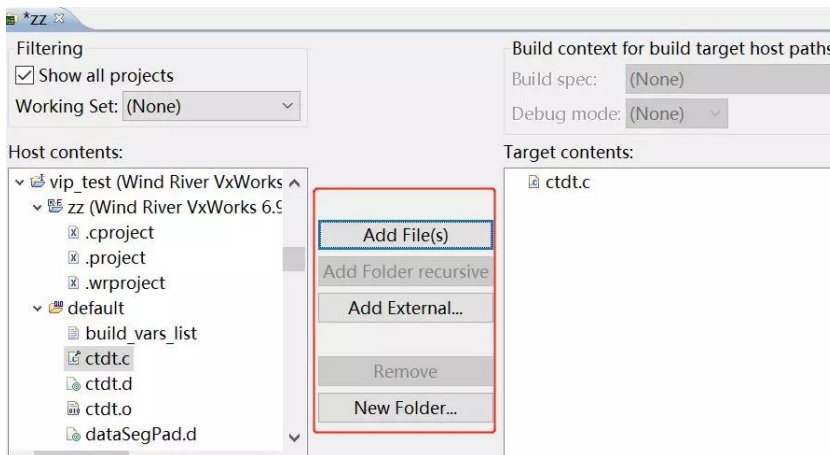 *zz
Filtering
Show all projects
Working Set: (None)
Build context for build target host paths
Build spec: (None)
Debug mode: (None)
Host contents:
vip_test (Wind River VxWorks
zz (Wind River VxWorks 6.9
.cproject
.project
.wrproject
default
build_vars_list
ctdt.c
ctdt.d
ctdt.o
dataSegPad.d
Add File(s)
Add Folder recursive
Add External...
Remove
New Folder...
Target contents:
ctdt.c